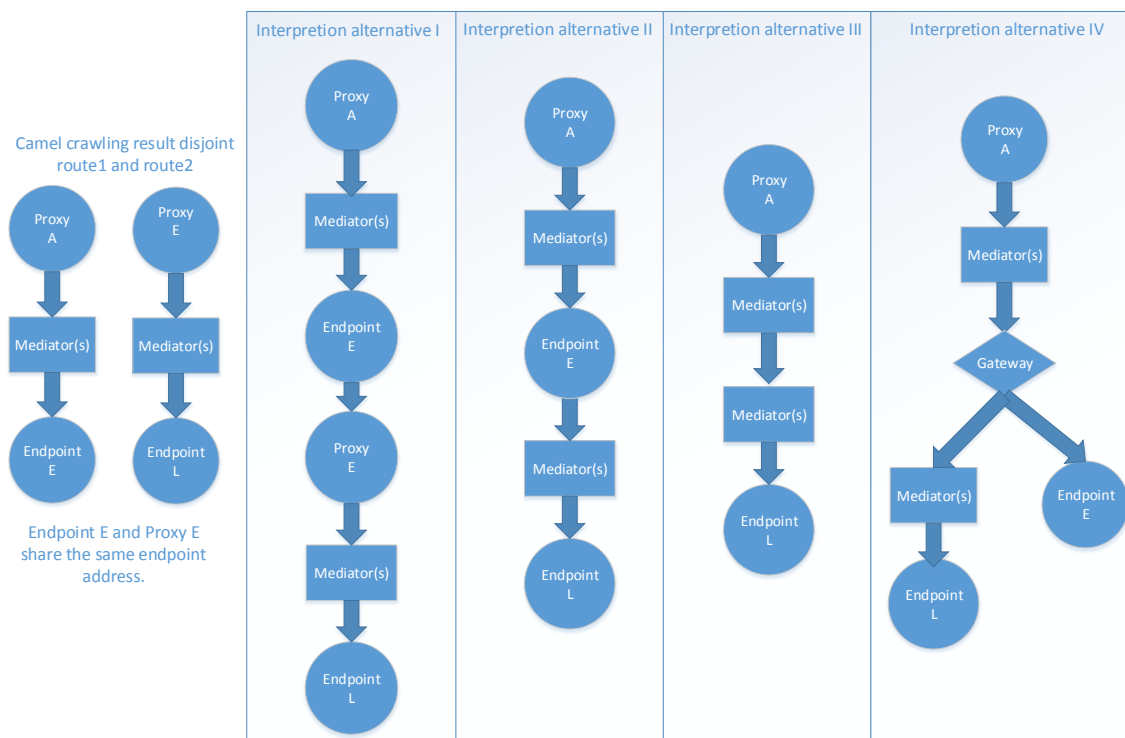 Camel crawling result disjoint
route1 and route2
Proxy
A
Mediator(s)
Endpoint
E
Proxy
E
Mediator(s)
Endpoint
L
Endpoint E and Proxy E
share the same endpoint
address.
Interpretion alternative I
Proxy
A
Mediator(s)
Endpoint
E
Proxy
E
Mediator(s)
Endpoint
L
Interpretion alternative II
Proxy
A
Mediator(s)
Endpoint
E
Mediator(s)
Endpoint
L
Interpretion alternative III
Proxy
A
Mediator(s)
Mediator(s)
Endpoint
L
Interpretion alternative IV
Proxy
A
Mediator(s)
Gateway
Mediator(s)
Endpoint
L
Endpoint
E